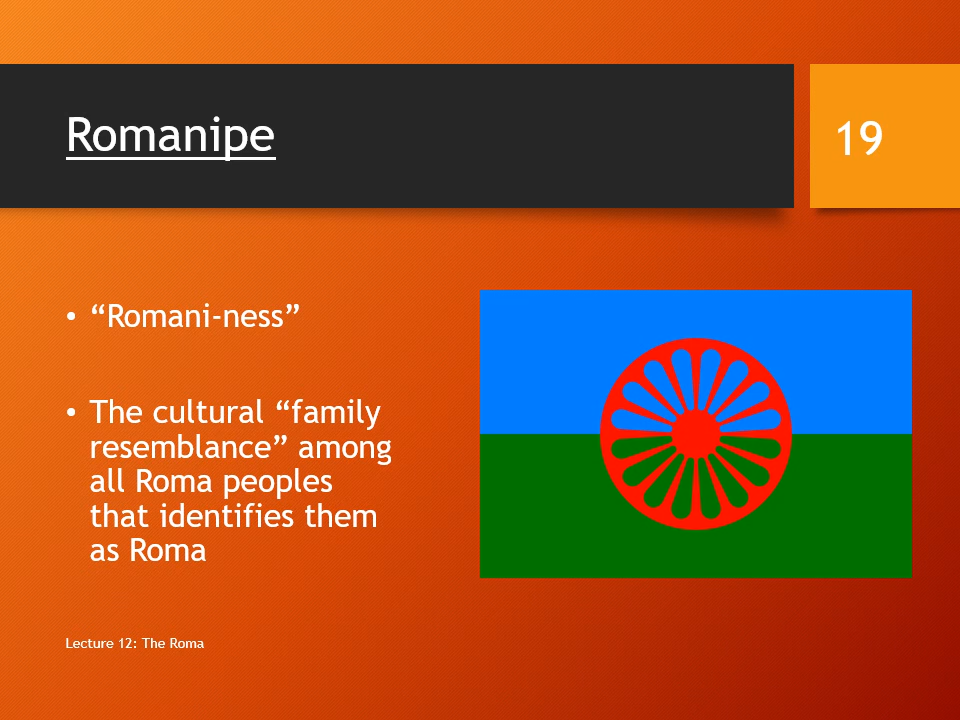 Romanipe
19
• “Romani-ness”
• The cultural “family
resemblance” among
all Roma peoples
that identifies them
as Roma
Lecture 12: The Roma